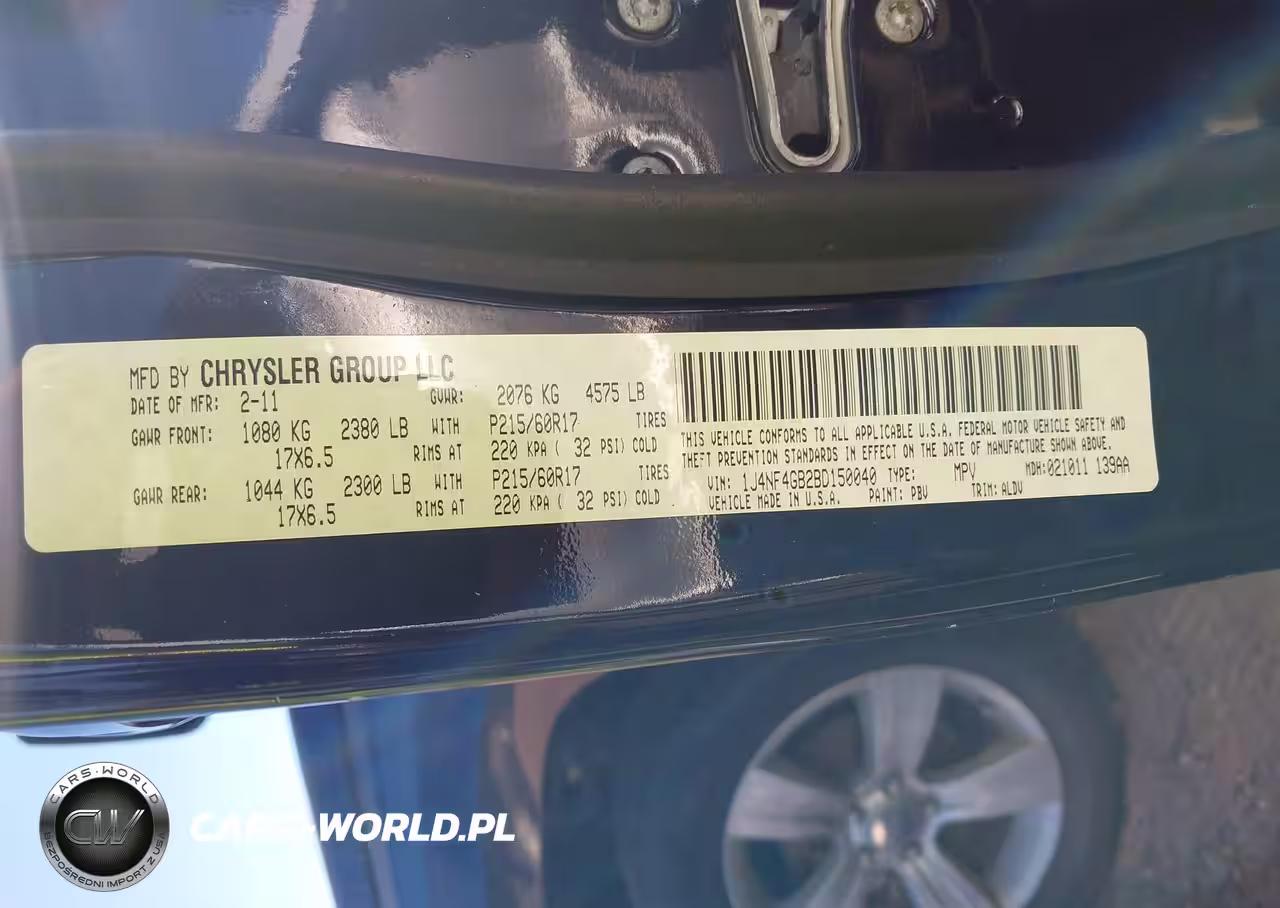 MFD BY CHRYSLER GROUP LLC
DATE OF MFR: 2-11 GVWR: 2076 KG 4575 LB
GAWR FRONT: 1080 KG 2380 LB WITH P215/60R17 TIRES
17X6.5 RIMS AT 220 KPA ( 32 PSI) COLD
GAWR REAR: 1044 KG 2300 LB WITH P215/60R17 TIRES
17X6.5 RIMS AT 220 KPA ( 32 PSI) COLD
THIS VEHICLE CONFORMS TO ALL APPLICABLE U.S.A. FEDERAL MOTOR VEHICLE SAFETY AND
THEFT PREVENTION STANDARDS IN EFFECT ON THE DATE OF MANUFACTURE SHOWN ABOVE.
VIN: 1J4NF4GB2BD150040 TYPE: MPV MDH:021011 139AA
VEHICLE MADE IN U.S.A. PAINT: PBV TRIM: ALDV
CARS-WORLD
CW
BEZPOŚREDNI IMPORT Z USA
CARS-WORLD.PL